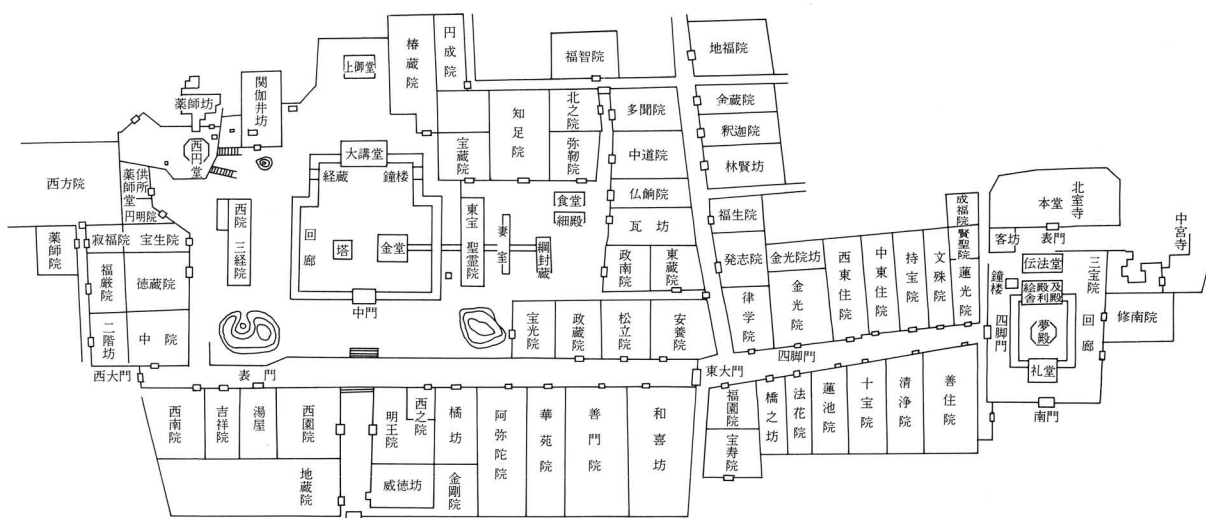 椿蔵院
円成院
福智院
地福院
上御堂
関伽井坊
薬師坊
西円堂
知足院
北之院
多聞院
金蔵院
釈迦院
宝蔵院
弥勒院
中道院
林賢坊
大講堂
経蔵
鐘楼
西方院
薬師堂
供所
円明院
仏餉院
食堂
細殿
瓦坊
福生院
成福院
本堂
北室寺
中宮寺
西院
三経院
回廊
塔
金堂
東宝
聖霊院
妻室
綱封蔵
薬師院
寂福院
宝生院
賢聖院
客坊
表門
政南院
東蔵院
発志院
金光院坊
西東住院
中東住院
持宝院
文殊院
蓮光院
伝法堂
三宝院
鐘楼
絵殿及
舎利殿
福厳院
徳蔵院
中門
律学院
金光院
四脚門
夢殿
回廊
修南院
二階坊
中院
宝光院
政蔵院
松立院
安養院
礼堂
西大門
表門
東大門
四脚門
南門
西南院
吉祥院
湯屋
西園院
明王院
西之院
橘坊
阿弥陀院
華苑院
善門院
和喜坊
福園院
橋之坊
法花院
蓮池院
十宝院
清浄院
善住院
宝寿院
地蔵院
威徳坊
金剛院